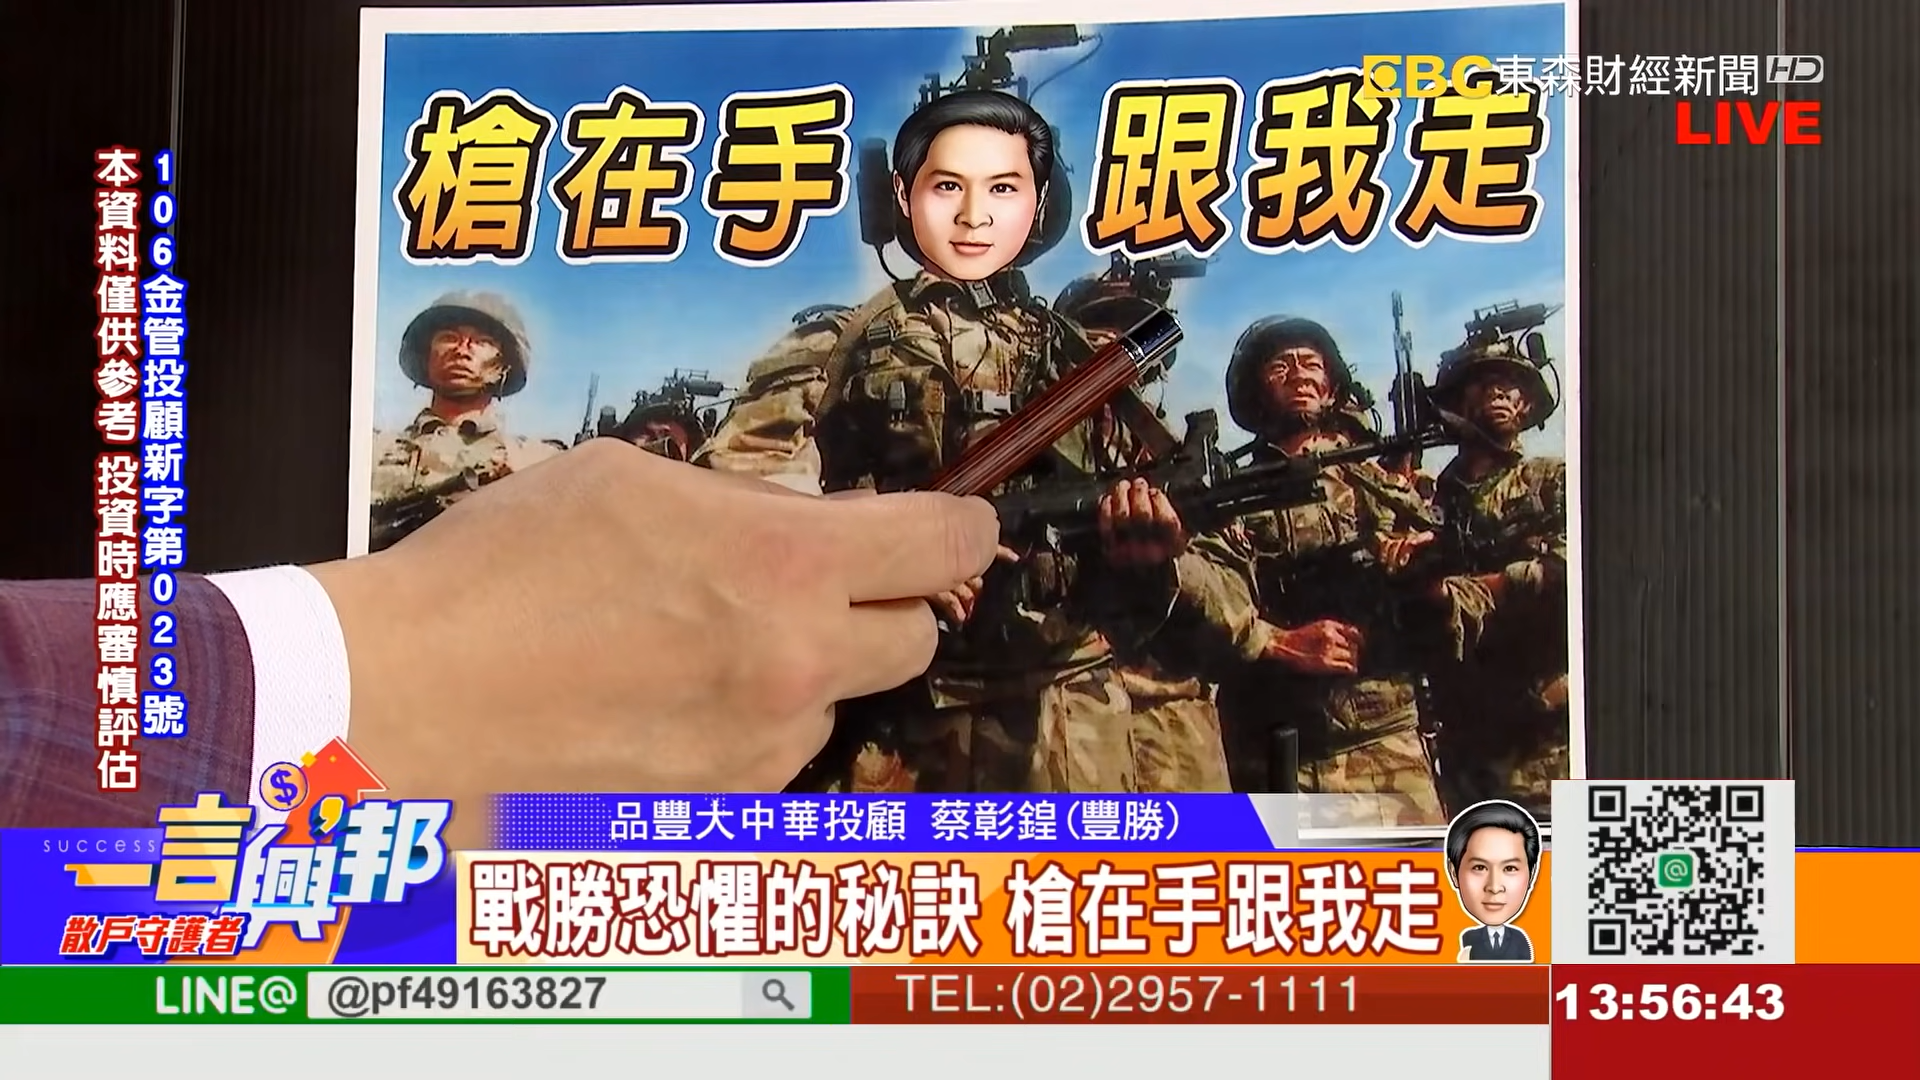 EBC東森財經新聞HD
LIVE
槍在手 跟我走
106金管投顧新字第023號
本資料僅供參考 投資時應審慎評估
$
success
一言興邦
散戶守護者
品豐大中華投顧 蔡彰鍠(豐勝)
戰勝恐懼的秘訣 槍在手跟我走
@
LINE@ @pf49163827
TEL:(02)2957-1111
13:56:43